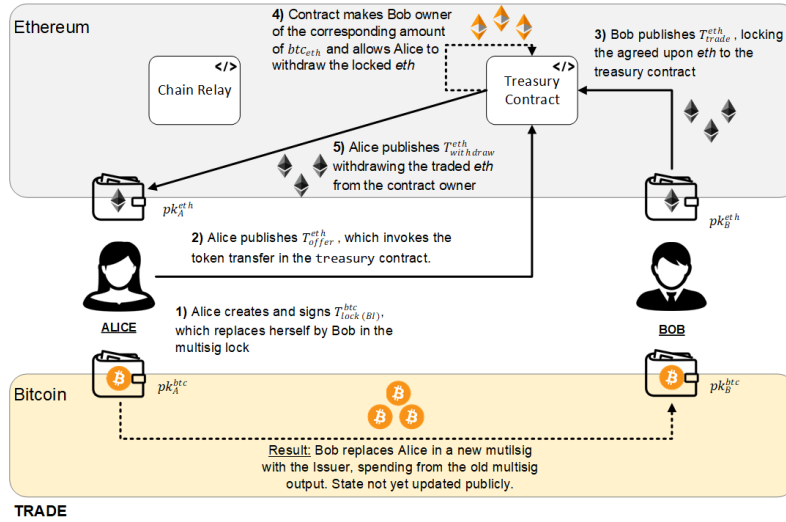 Ethereum
4) Contract makes Bob owner
of the corresponding amount
of btc_eth and allows Alice to
withdraw the locked eth
3) Bob publishes T^eth_trade, locking
the agreed upon eth to the
treasury contract
</>
Chain Relay
</>
Treasury
Contract
5) Alice publishes T^eth_withdraw
withdrawing the traded eth
from the contract owner
pk^eth_A
pk^eth_B
2) Alice publishes T^eth_offer , which invokes the
token transfer in the treasury contract.
ALICE
BOB
1) Alice creates and signs T^btc_lock (BI),
which replaces herself by Bob in the
multisig lock
Bitcoin
pk^btc_A
pk^btc_B
Result: Bob replaces Alice in a new mutilsig
with the Issuer, spending from the old multisig
output. State not yet updated publicly.
TRADE